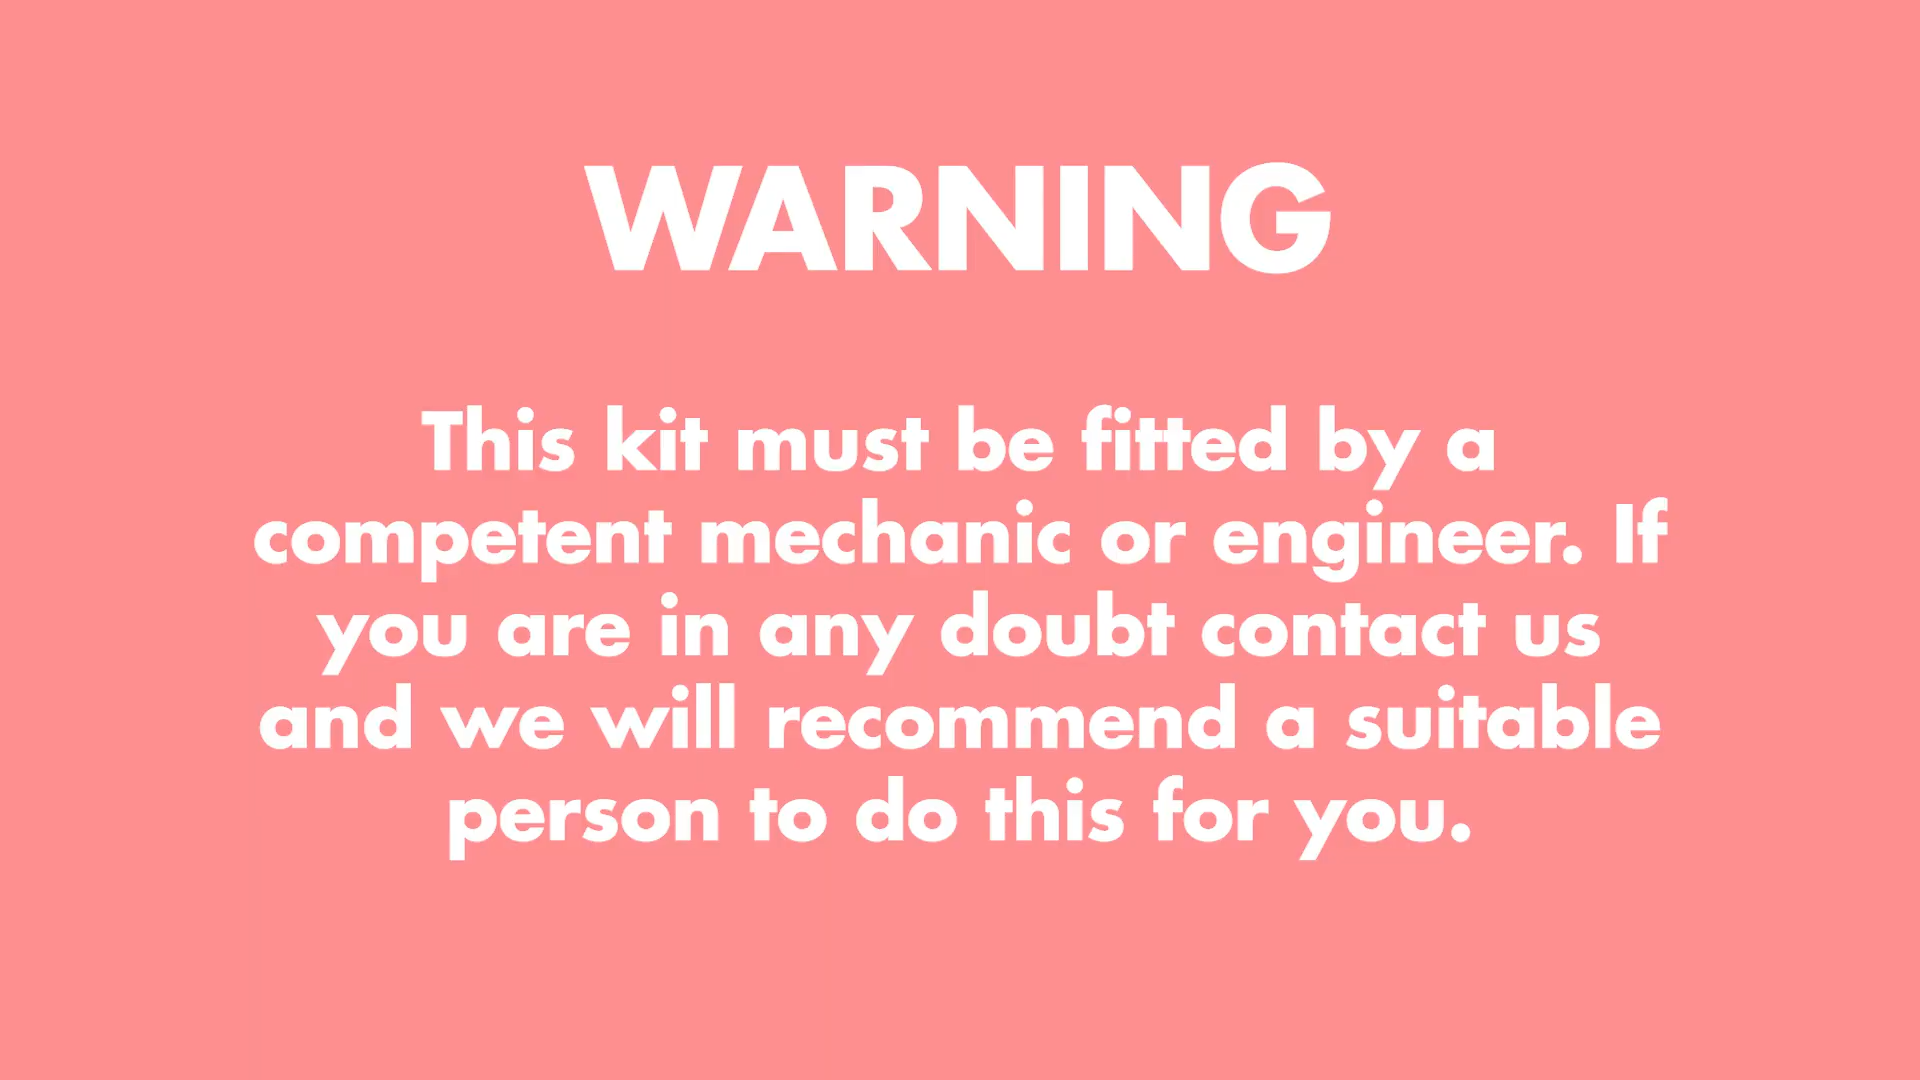 WARNING
This kit must be fitted by a
competent mechanic or engineer. If
you are in any doubt contact us
and we will recommend a suitable
person to do this for you.